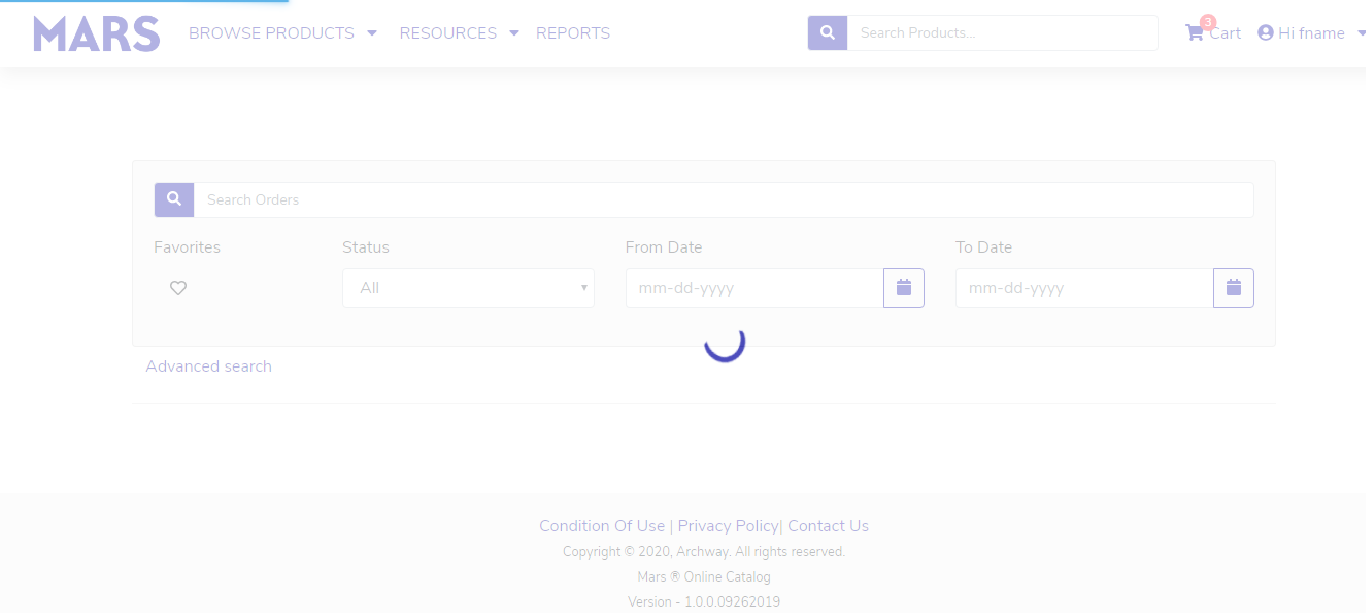 MARS BROWSE PRODUCTS RESOURCES REPORTS Search Products... 3 Cart Hi fname
Search Orders
Favorites Status From Date To Date
All mm-dd-yyyy mm-dd-yyyy
Advanced search
Condition Of Use | Privacy Policy| Contact Us
Copyright © 2020, Archway. All rights reserved.
Mars ® Online Catalog
Version - 1.0.0.09262019